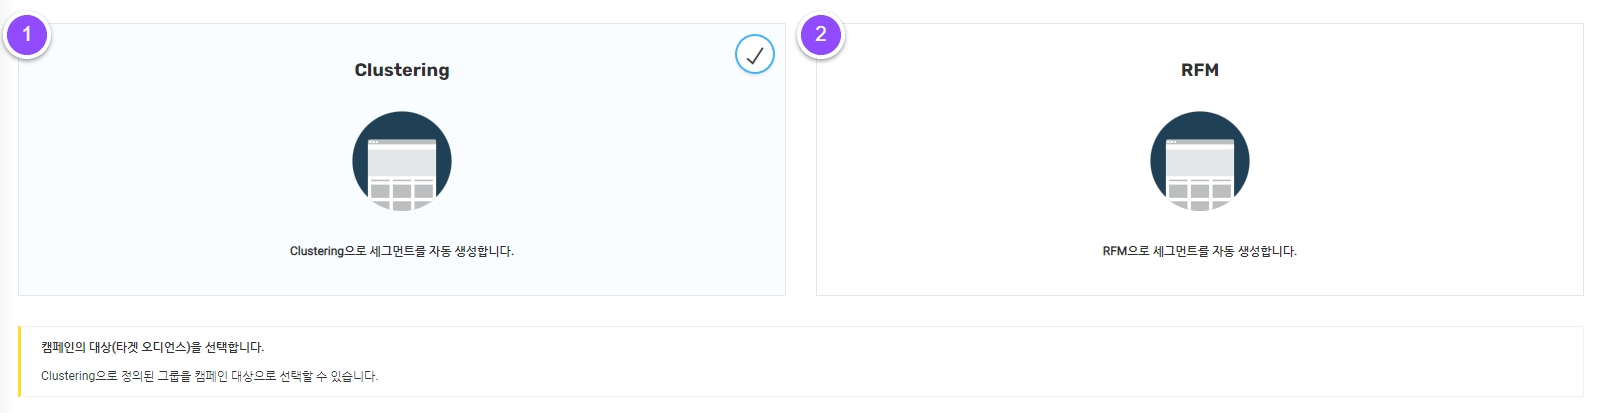 1
Clustering
Clustering으로 세그먼트를 자동 생성합니다.
2
RFM
RFM으로 세그먼트를 자동 생성합니다.
캠페인의 대상(타겟 오디언스)을 선택합니다.
Clustering으로 정의된 그룹을 캠페인 대상으로 선택할 수 있습니다.